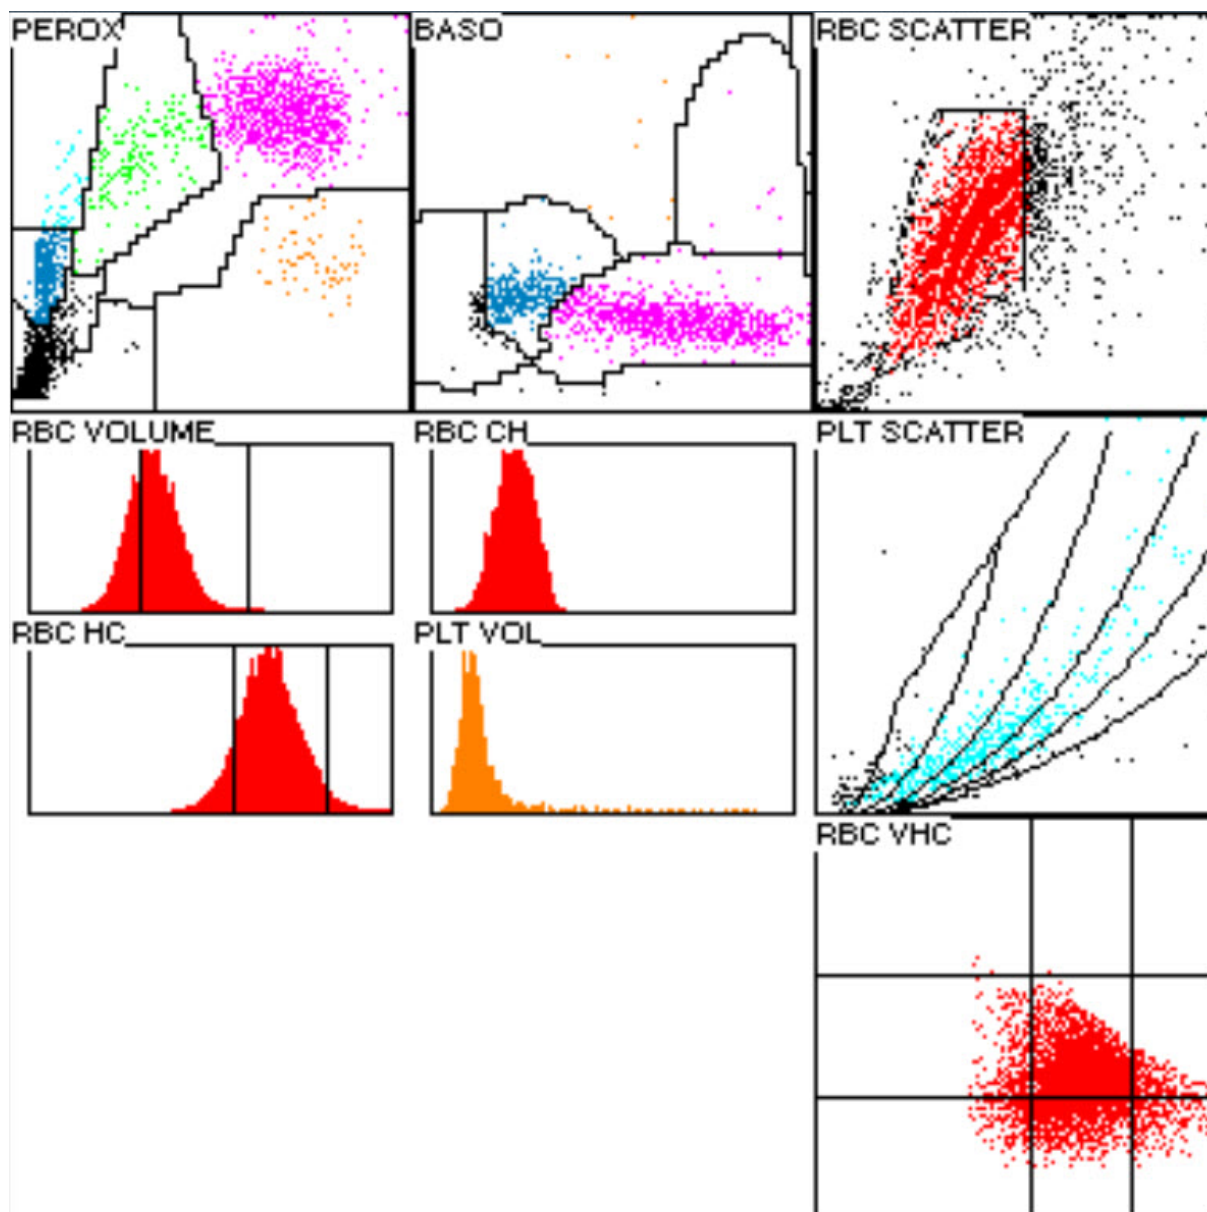 PEROX
BASO
RBC SCATTER
RBC VOLUME
RBC CH
PLT SCATTER
RBC HC
PLT VOL
RBC VHC